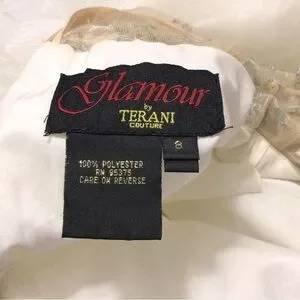 Glamour
by
TERANI
COUTURE
8
100% POLYESTER
RN 95375
CARE ON REVERSE